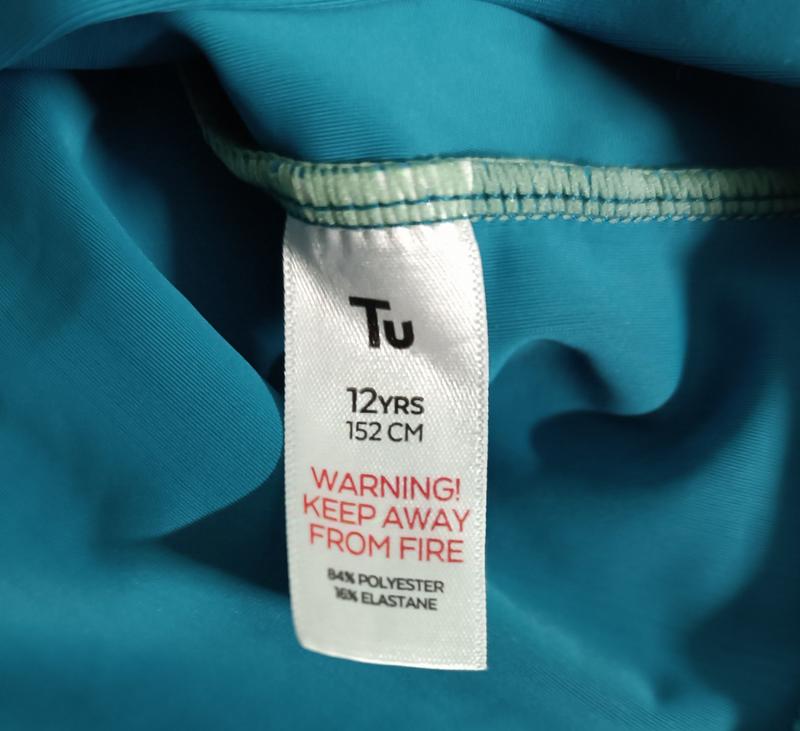 Tu
12YRS
152 CM
WARNING!
KEEP AWAY
FROM FIRE
84% POLYESTER
16% ELASTANE